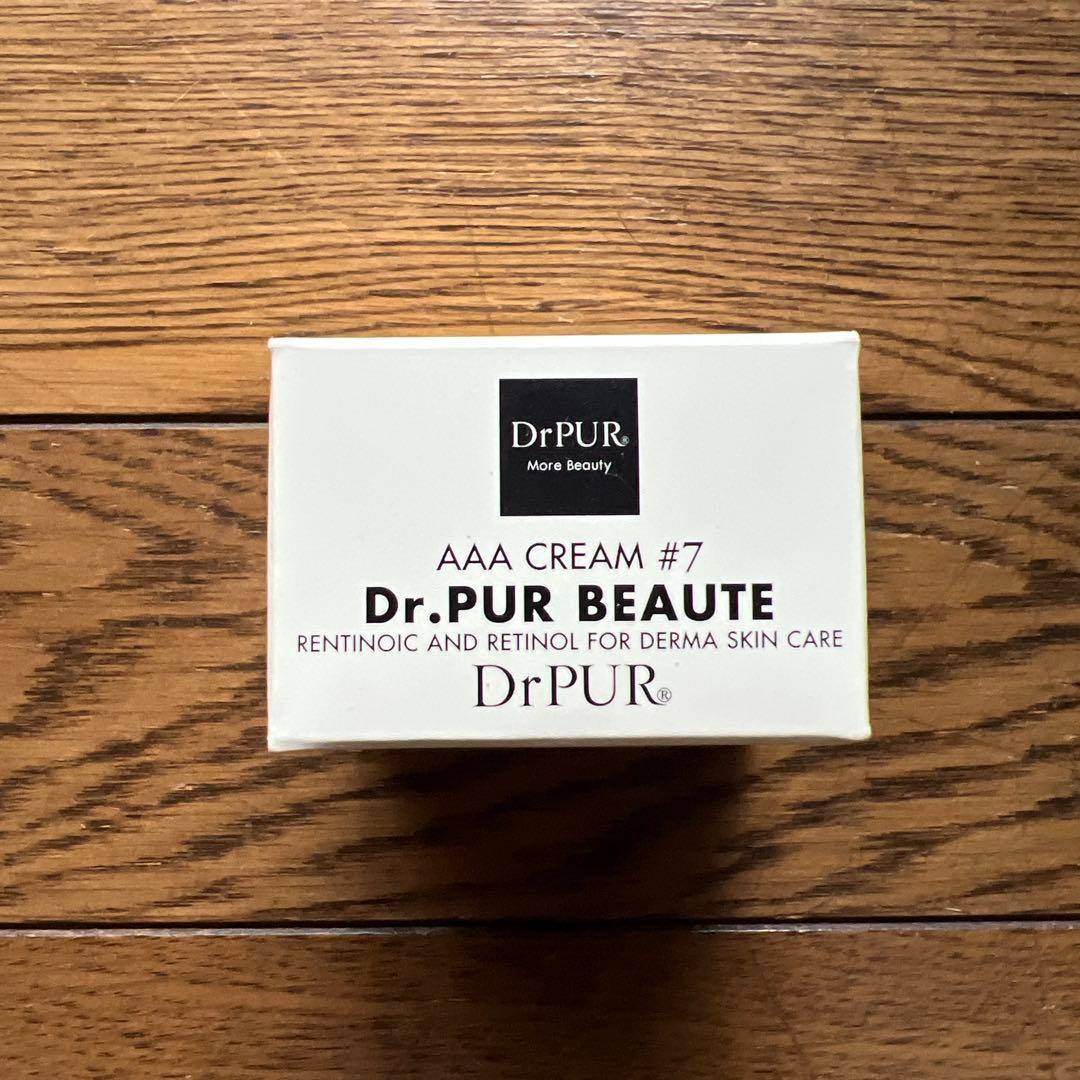 DrPUR®
More Beauty
AAA CREAM #7
Dr.PUR BEAUTE
RENTINOIC AND RETINOL FOR DERMA SKIN CARE
DrPUR®